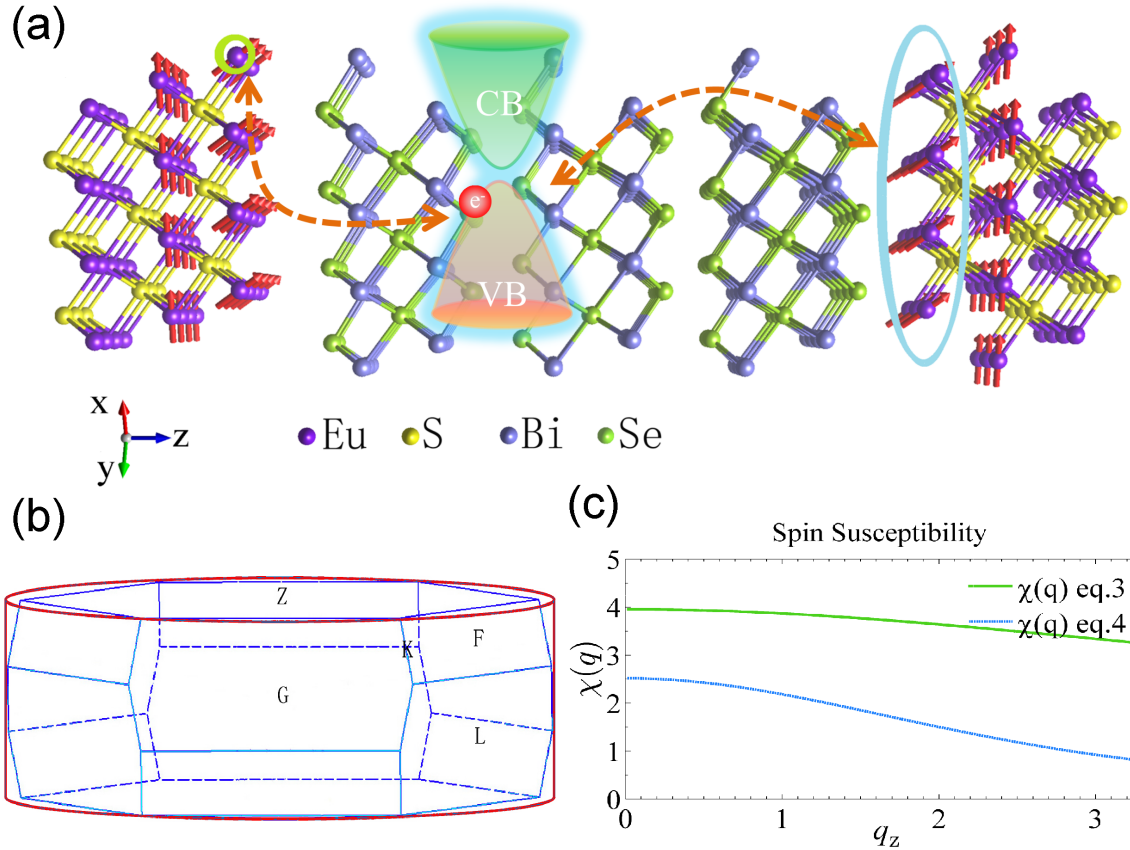 (a)
CB
e⁻
VB
x
z
y
Eu S Bi Se
(b)
Z
F
K
G
L
(c)
Spin Susceptibility
χ(q) eq.3
χ(q) eq.4
χ(q)
5
4
3
2
1
0
0 1 2 3
q_z